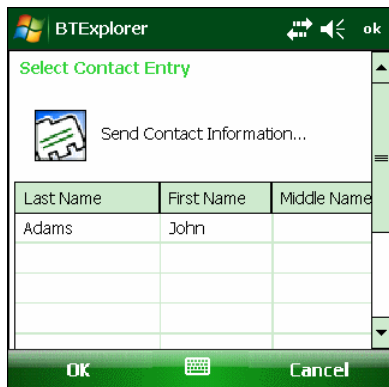 BTExplorer ok
Select Contact Entry
Send Contact Information...
Last Name First Name Middle Name
Adams John
OK Cancel